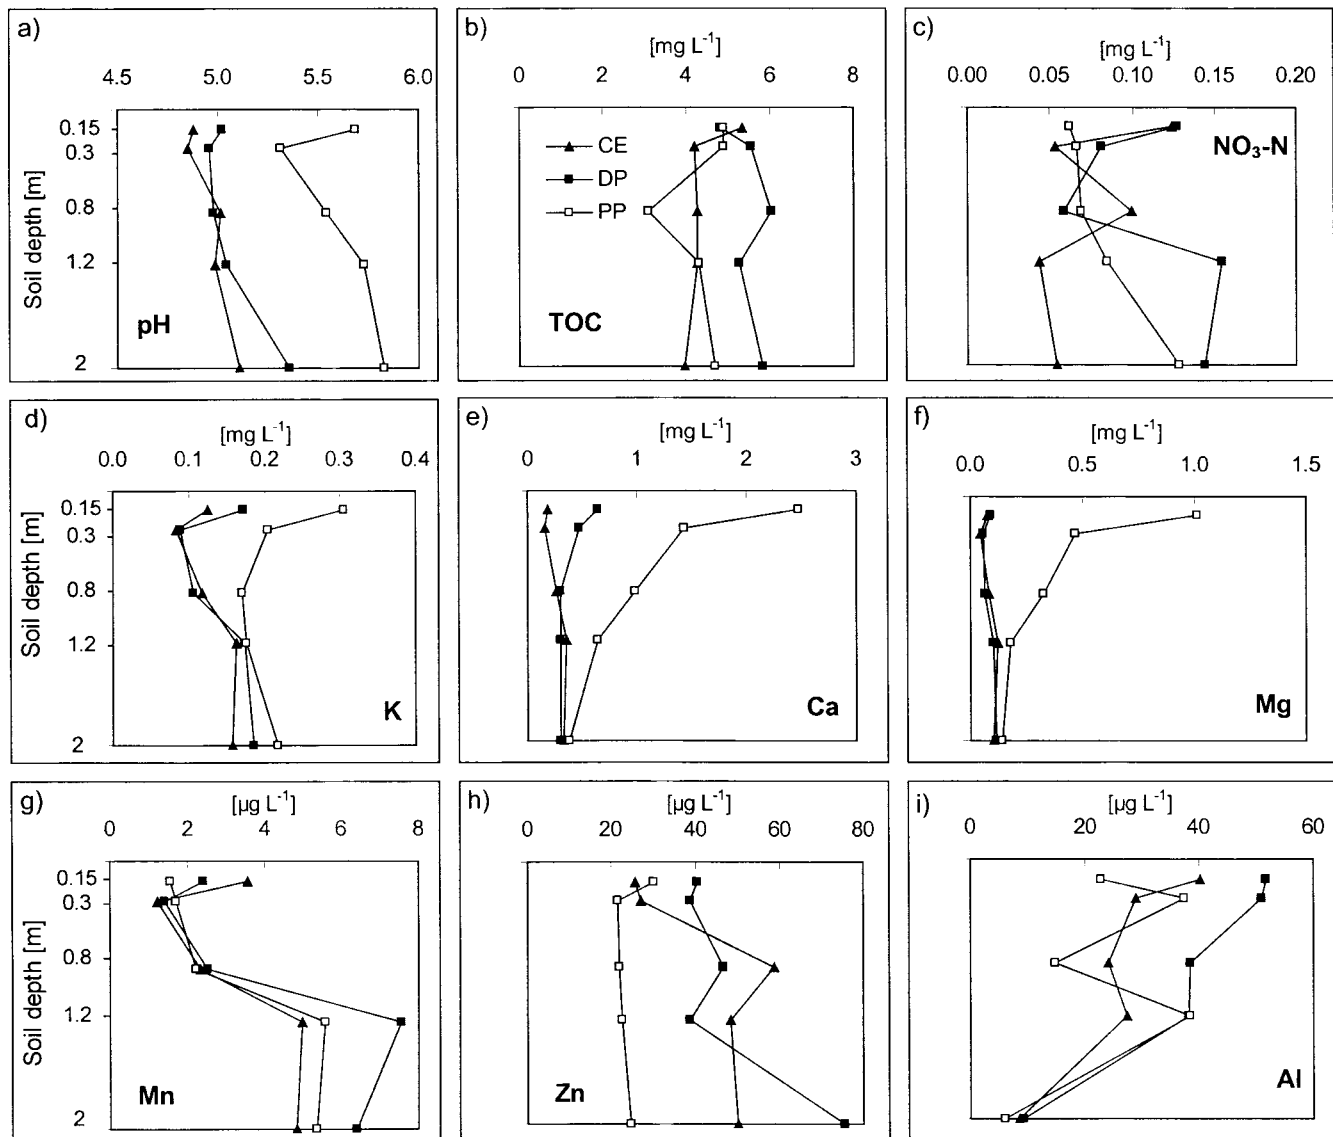 a)
4.5 5.0 5.5 6.0
Soil depth [m]
0.15
0.3
0.8
1.2
2
pH
b)
[mg L⁻¹]
0 2 4 6 8
CE
DP
PP
TOC
c)
[mg L⁻¹]
0.00 0.05 0.10 0.15 0.20
NO₃-N
d)
[mg L⁻¹]
0.0 0.1 0.2 0.3 0.4
Soil depth [m]
0.15
0.3
0.8
1.2
2
K
e)
[mg L⁻¹]
0 1 2 3
Ca
f)
[mg L⁻¹]
0.0 0.5 1.0 1.5
Mg
g)
[µg L⁻¹]
0 2 4 6 8
Soil depth [m]
0.15
0.3
0.8
1.2
2
Mn
h)
[µg L⁻¹]
0 20 40 60 80
Zn
i)
[µg L⁻¹]
0 20 40 60
Al